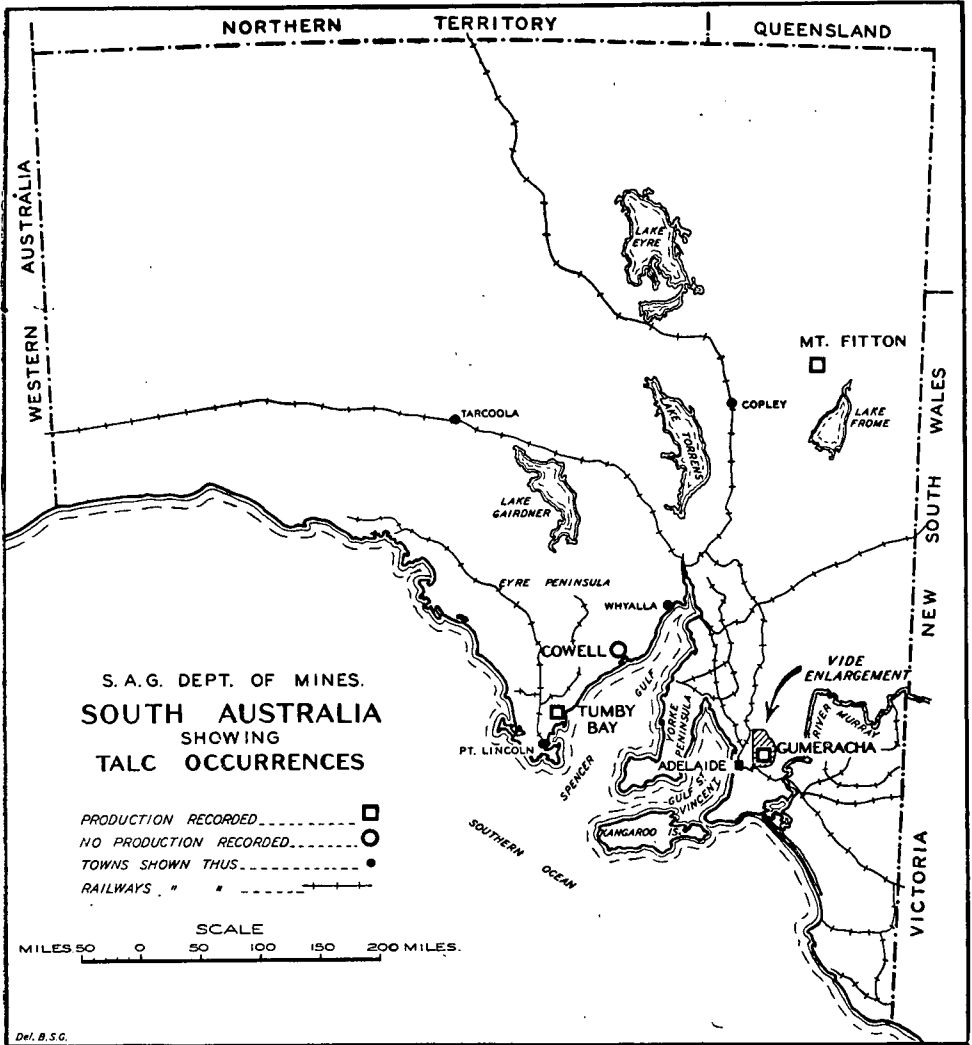 NORTHERN TERRITORY
QUEENSLAND
WESTERN AUSTRALIA
LAKE
EYRE
MT. FITTON
COPLEY
LAKE
FROME
TARCOOLA
LAKE TORRENS
LAKE
GAIRDNER
NEW SOUTH WALES
EYRE PENINSULA
WHYALLA
COWELL
VIDE
ENLARGEMENT
TUMBY
BAY
SPENCER GULF
YORKE
PENINSULA
RIVER
MURRAY
GUMERACHA
PT. LINCOLN
ADELAIDE
GULF ST.
VINCENT
KANGAROO IS.
SOUTHERN
OCEAN
VICTORIA
S. A. G. DEPT. OF MINES.
SOUTH AUSTRALIA
SHOWING
TALC OCCURRENCES
PRODUCTION RECORDED
NO PRODUCTION RECORDED
TOWNS SHOWN THUS
RAILWAYS " "
SCALE
MILES 50 0 50 100 150 200 MILES.
Del. B.S.G.